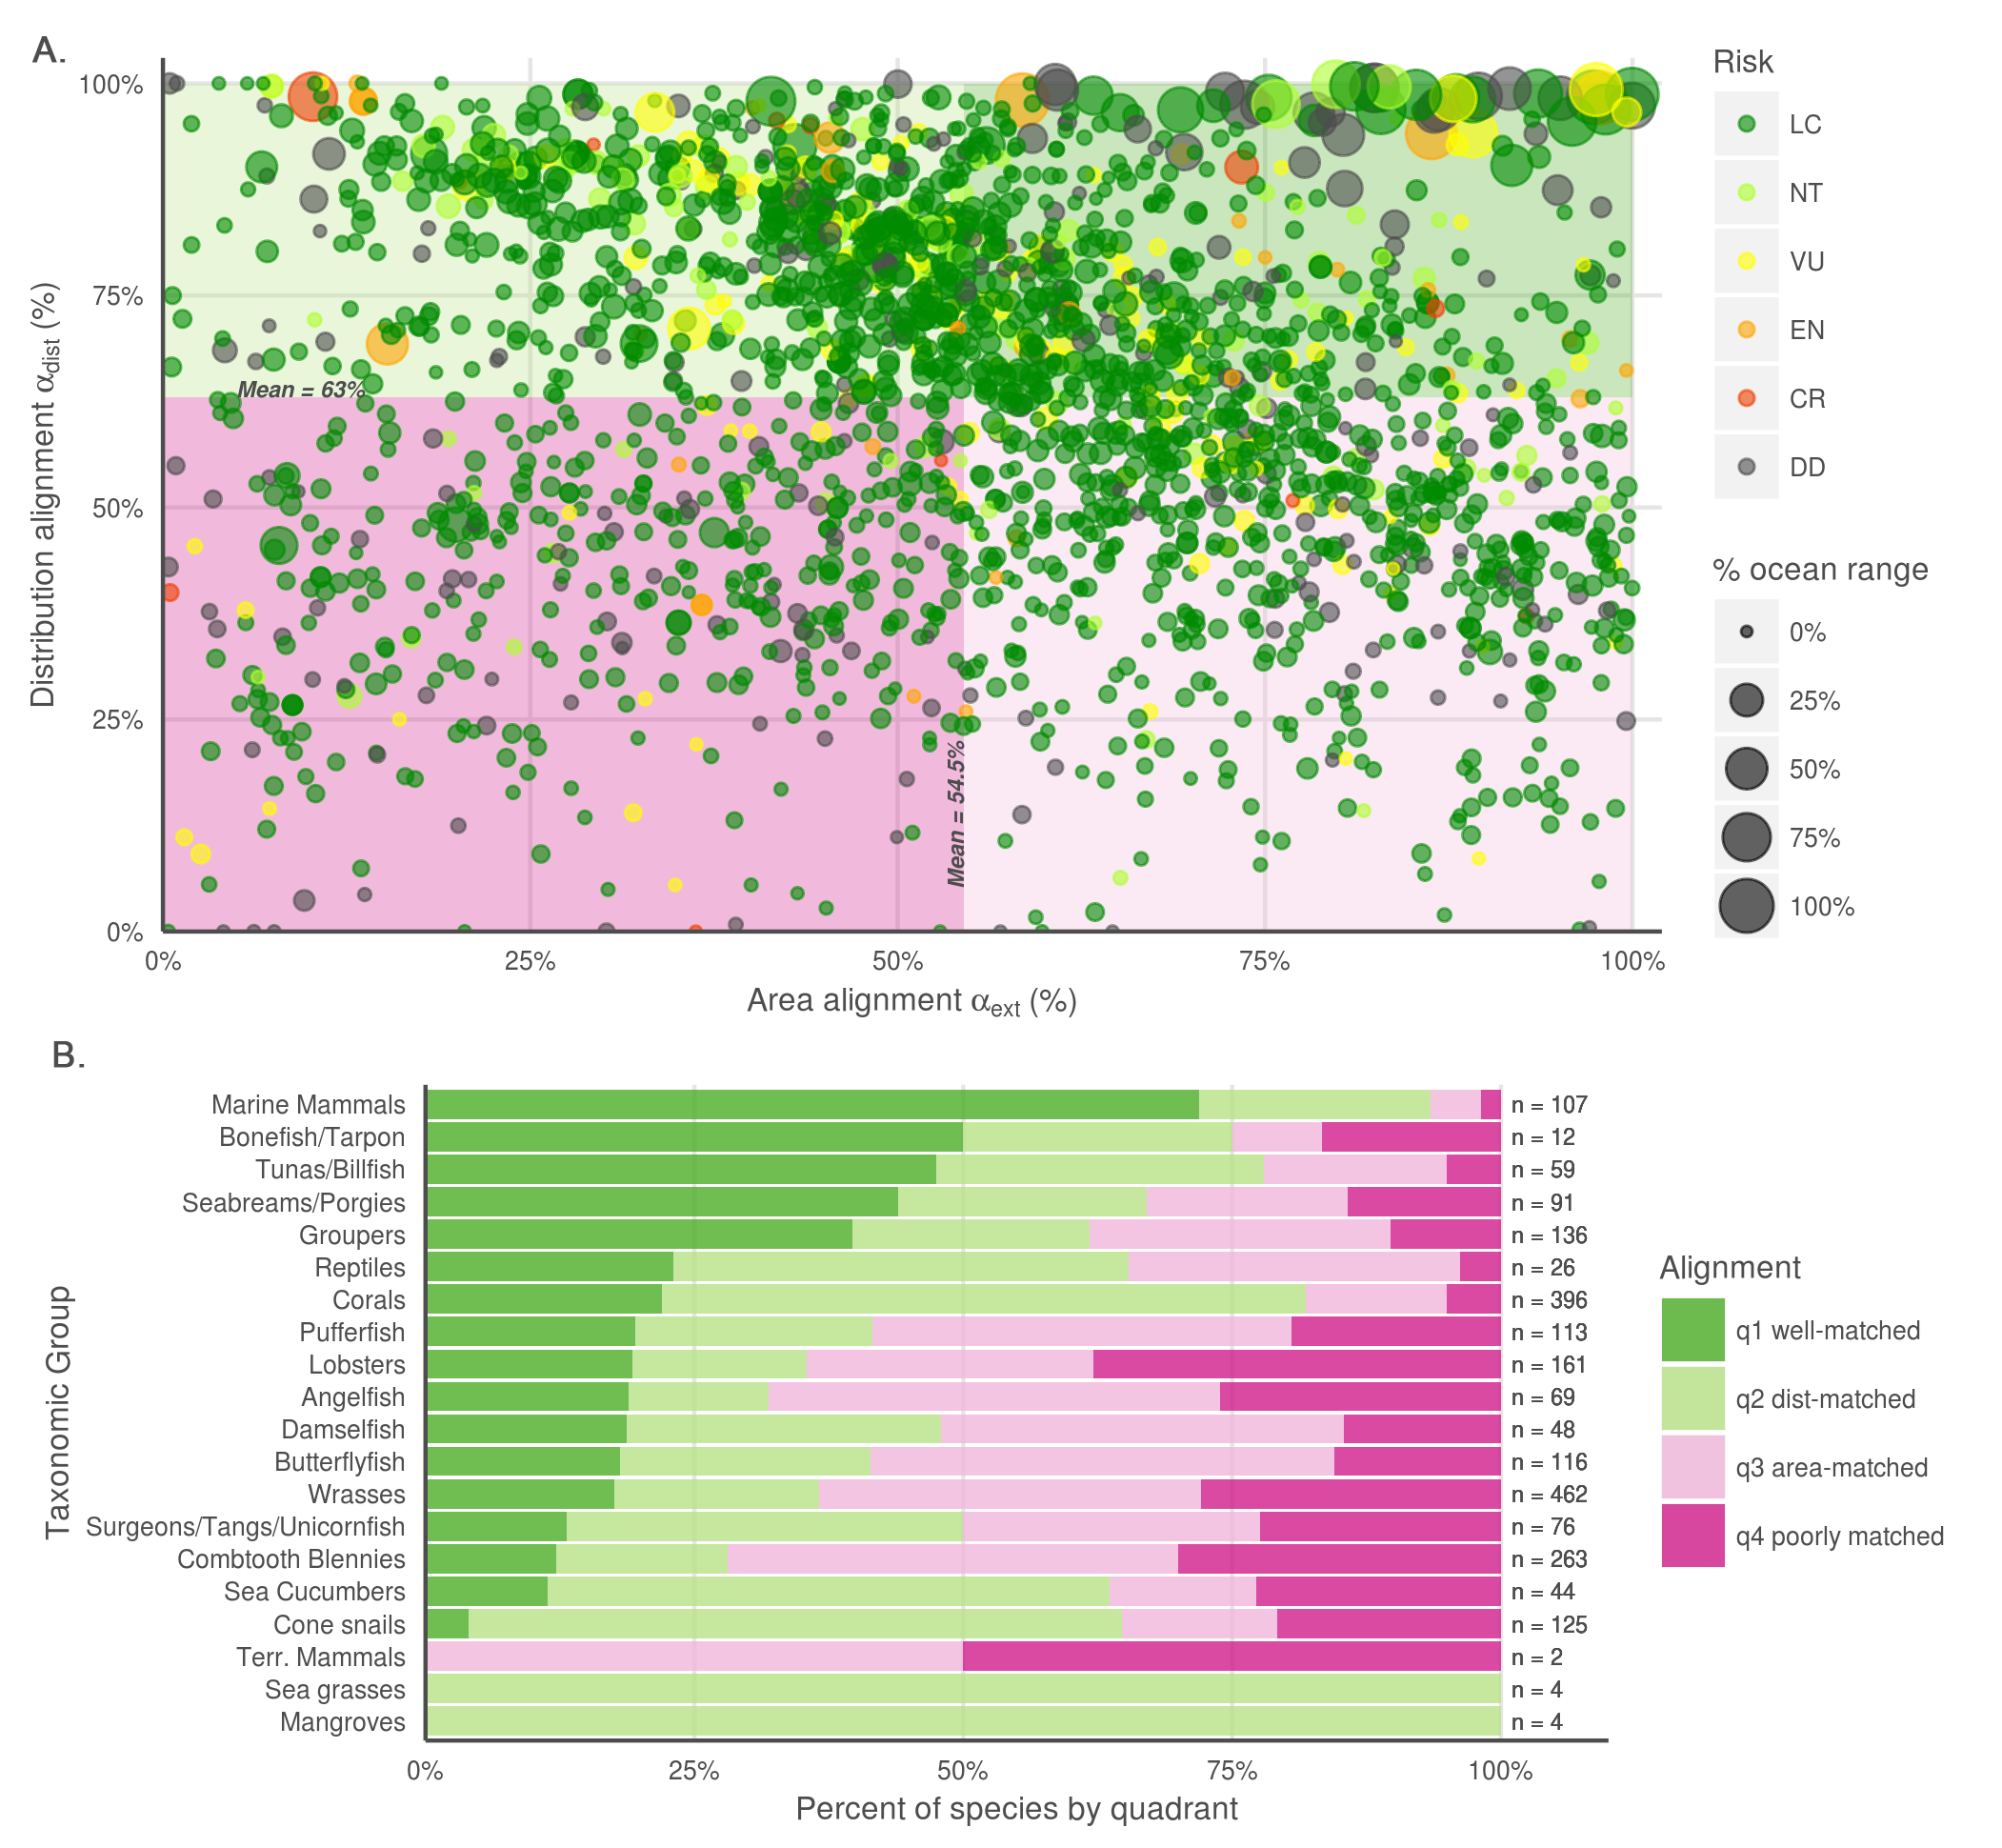 A.
100%
75%
50%
25%
0%
Distribution alignment αdist (%)
Mean = 63%
Mean = 54.5%
0%
25%
50%
75%
100%
Area alignment αext (%)
Risk
LC
NT
VU
EN
CR
DD
% ocean range
0%
25%
50%
75%
100%
B.
Taxonomic Group
Marine Mammals n = 107
Bonefish/Tarpon n = 12
Tunas/Billfish n = 59
Seabreams/Porgies n = 91
Groupers n = 136
Reptiles n = 26
Corals n = 396
Pufferfish n = 113
Lobsters n = 161
Angelfish n = 69
Damselfish n = 48
Butterflyfish n = 116
Wrasses n = 462
Surgeons/Tangs/Unicornfish n = 76
Combtooth Blennies n = 263
Sea Cucumbers n = 44
Cone snails n = 125
Terr. Mammals n = 2
Sea grasses n = 4
Mangroves n = 4
0%
25%
50%
75%
100%
Percent of species by quadrant
Alignment
q1 well-matched
q2 dist-matched
q3 area-matched
q4 poorly matched